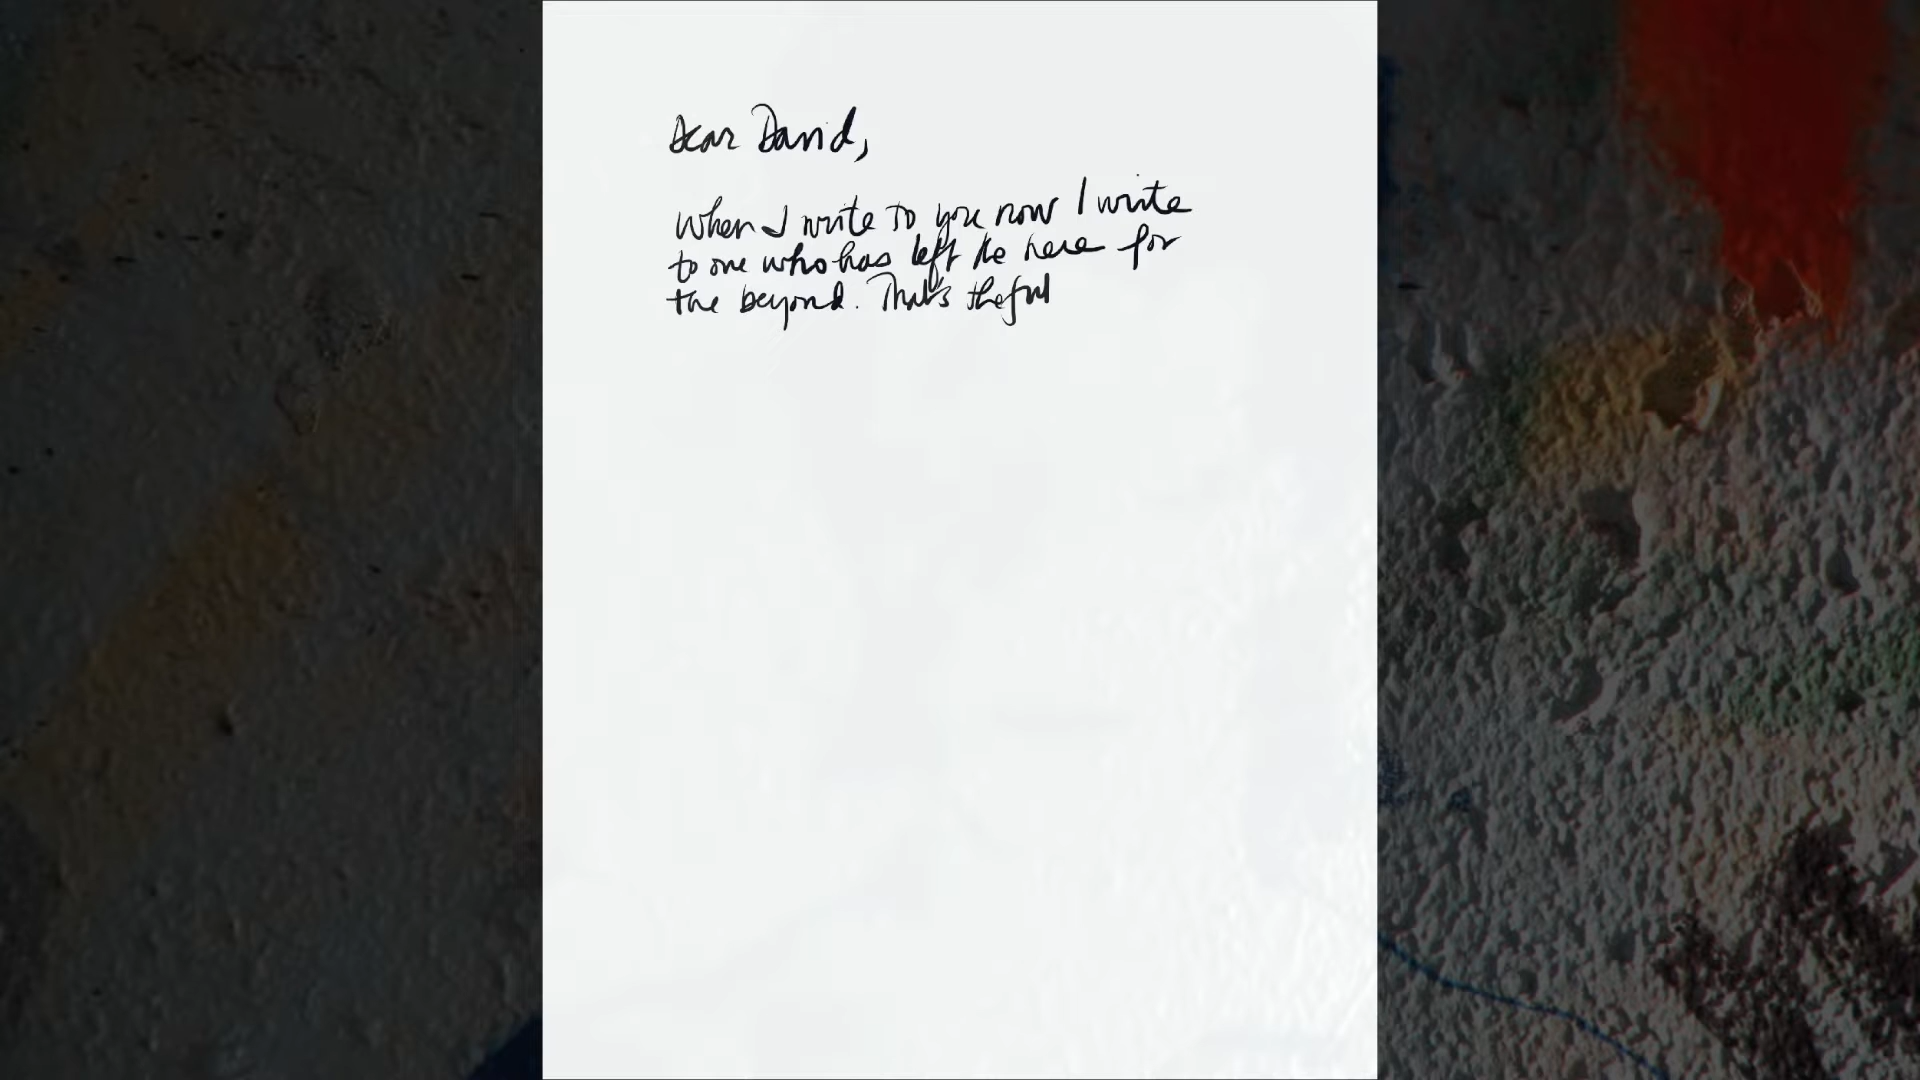 Dear David,
When I write to you now I write
to one who has left the here for
the beyond. That's the